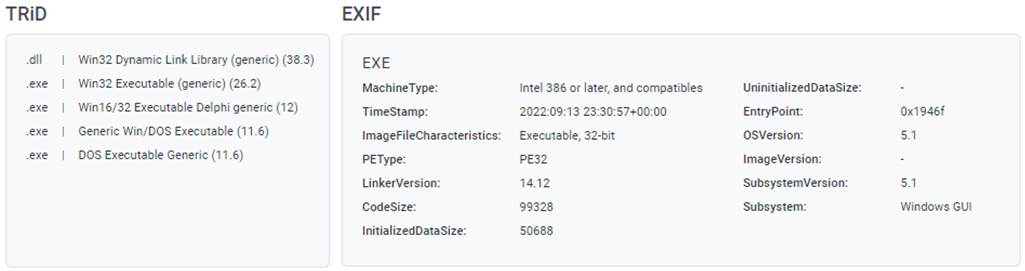 TRiD
.dll | Win32 Dynamic Link Library (generic) (38.3)
.exe | Win32 Executable (generic) (26.2)
.exe | Win16/32 Executable Delphi generic (12)
.exe | Generic Win/DOS Executable (11.6)
.exe | DOS Executable Generic (11.6)
EXIF
EXE
MachineType: Intel 386 or later, and compatibles
TimeStamp: 2022:09:13 23:30:57+00:00
ImageFileCharacteristics: Executable, 32-bit
PEType: PE32
LinkerVersion: 14.12
CodeSize: 99328
InitializedDataSize: 50688
UninitializedDataSize: -
EntryPoint: 0x1946f
OSVersion: 5.1
ImageVersion: -
SubsystemVersion: 5.1
Subsystem: Windows GUI